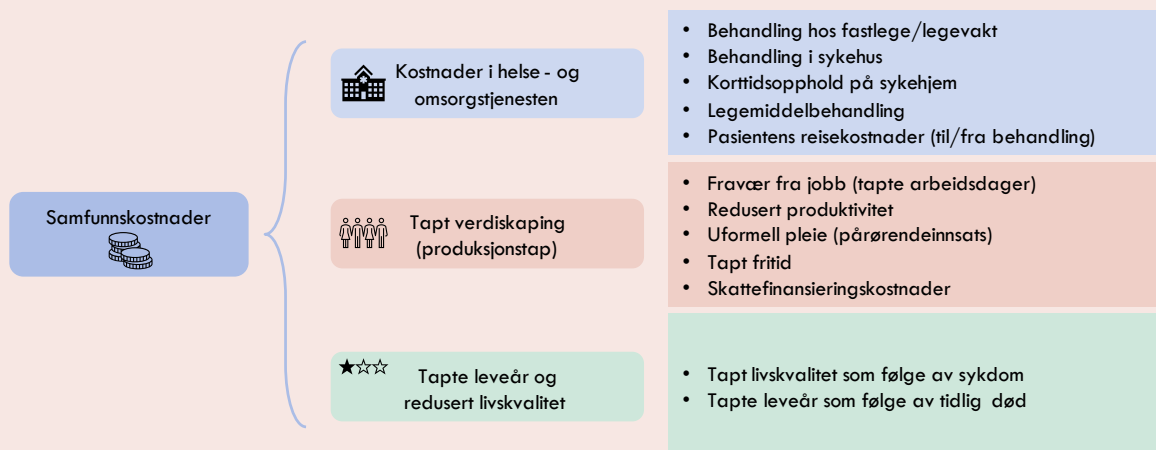 Samfunnskostnader
Kostnader i helse - og
omsorgstjenesten
• Behandling hos fastlege/legevakt
• Behandling i sykehus
• Korttidsopphold på sykehjem
• Legemiddelbehandling
• Pasientens reisekostnader (til/fra behandling)
Tapt verdiskaping
(produksjonstap)
• Fravær fra jobb (tapte arbeidsdager)
• Redusert produktivitet
• Uformell pleie (pårørendeinnsats)
• Tapt fritid
• Skattefinansieringskostnader
Tapte leveår og
redusert livskvalitet
• Tapt livskvalitet som følge av sykdom
• Tapte leveår som følge av tidlig død